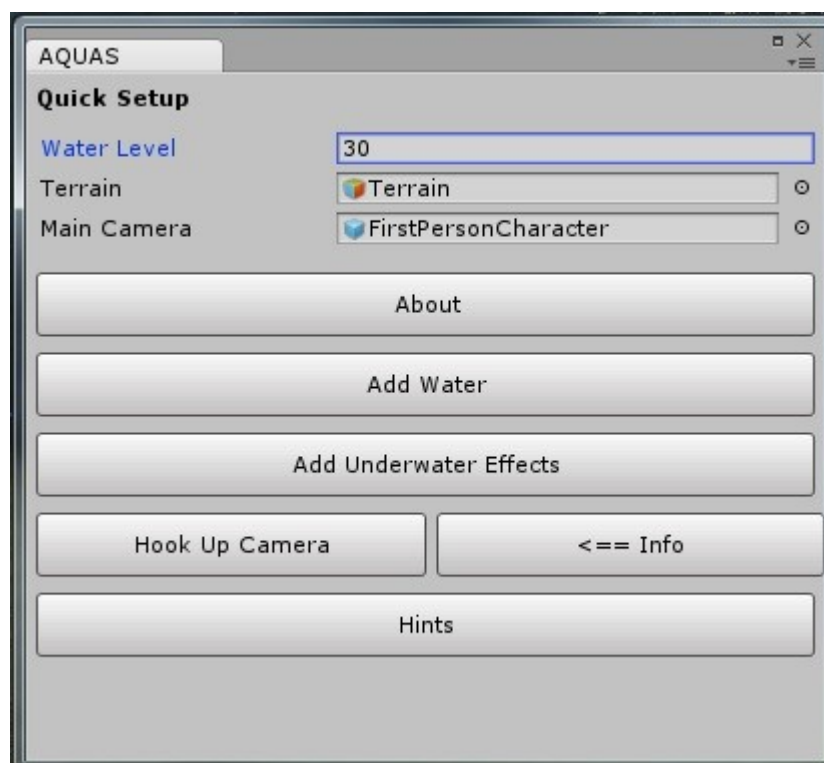 AQUAS
Quick Setup
Water Level 30
Terrain Terrain
Main Camera FirstPersonCharacter
About
Add Water
Add Underwater Effects
Hook Up Camera <== Info
Hints